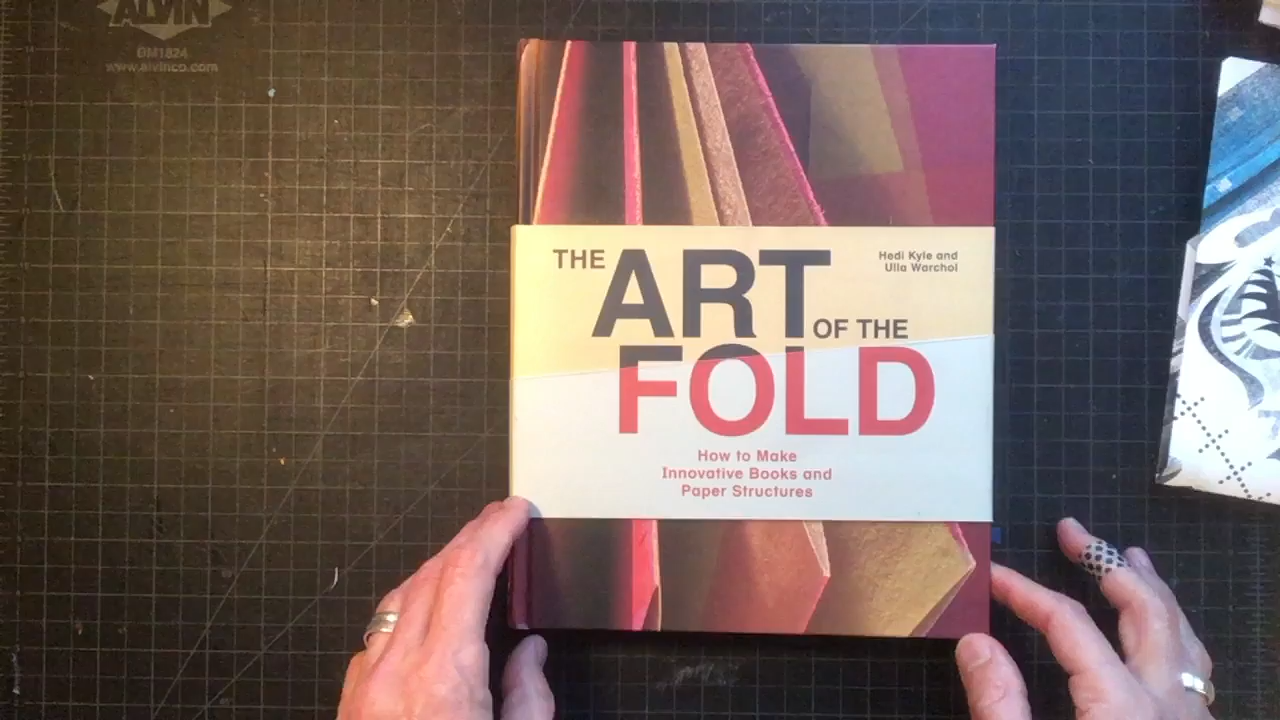 ALVIN
GM1824
www.alvinco.com
THE ART OF THE FOLD
Hedi Kyle and
Ulla Warchol
How to Make
Innovative Books and
Paper Structures